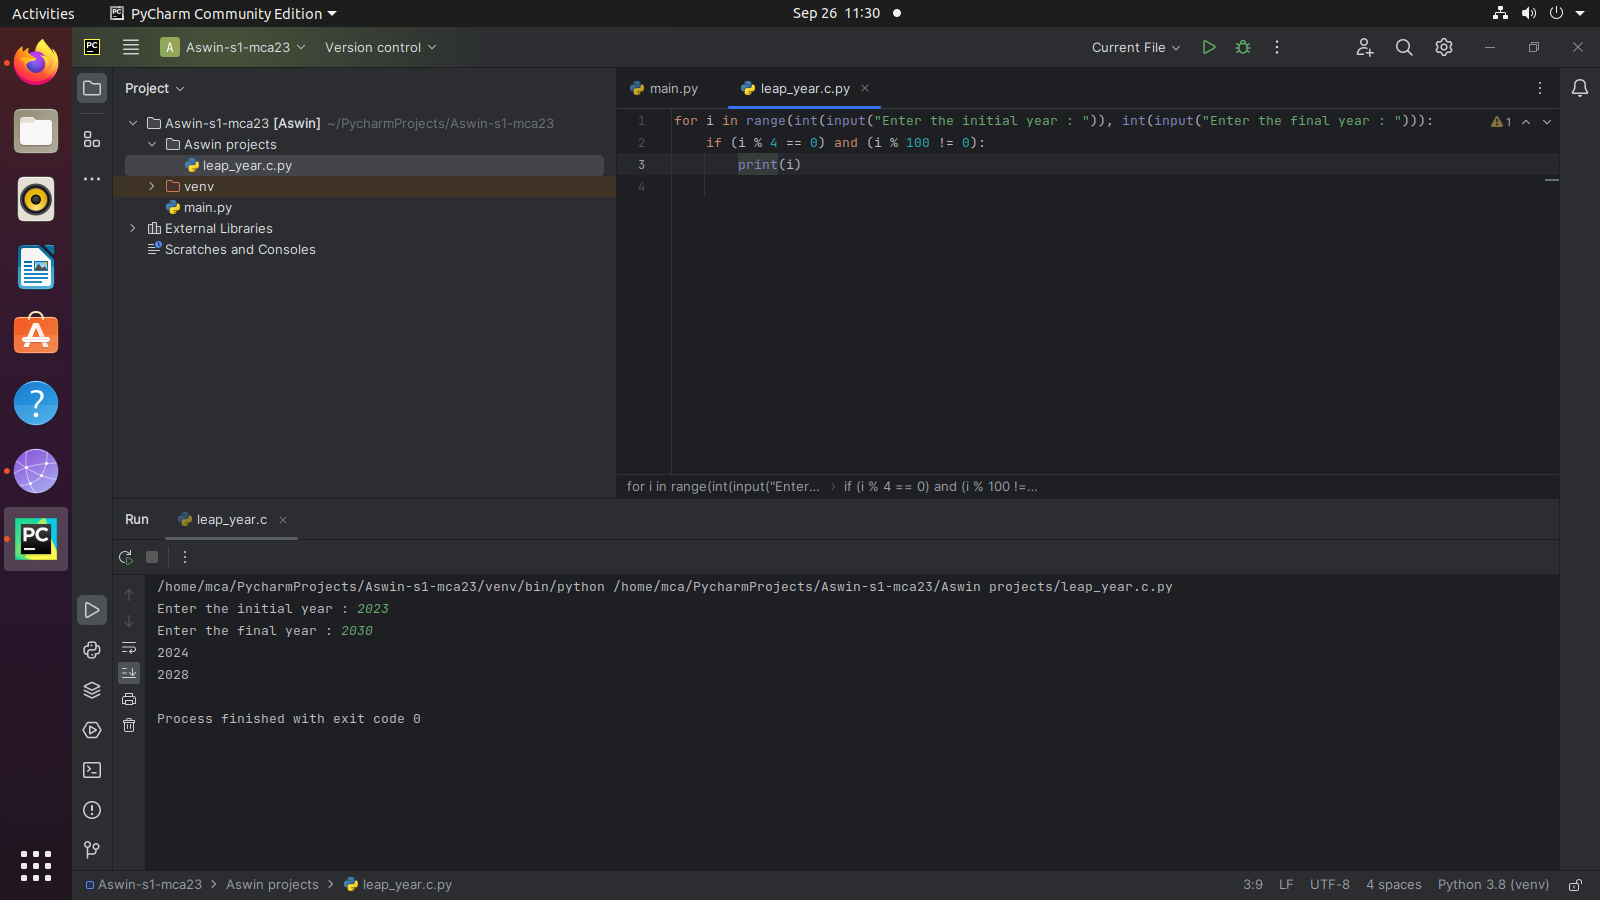 Activities PyCharm Community Edition Sep 26 11:30
PC Aswin-s1-mca23 Version control Current File
A
Project main.py leap_year.c.py
Aswin-s1-mca23 [Aswin] ~/PycharmProjects/Aswin-s1-mca23
Aswin projects
leap_year.c.py
venv
main.py
External Libraries
Scratches and Consoles
1 for i in range(int(input("Enter the initial year : ")), int(input("Enter the final year : "))): 1
2 if (i % 4 == 0) and (i % 100 != 0):
3 print(i)
4
for i in range(int(input("Enter... › if (i % 4 == 0) and (i % 100 !=...
Run leap_year.c
/home/mca/PycharmProjects/Aswin-s1-mca23/venv/bin/python /home/mca/PycharmProjects/Aswin-s1-mca23/Aswin projects/leap_year.c.py
Enter the initial year : 2023
Enter the final year : 2030
2024
2028
Process finished with exit code 0
Aswin-s1-mca23 > Aswin projects > leap_year.c.py 3:9 LF UTF-8 4 spaces Python 3.8 (venv)
A
?
PC